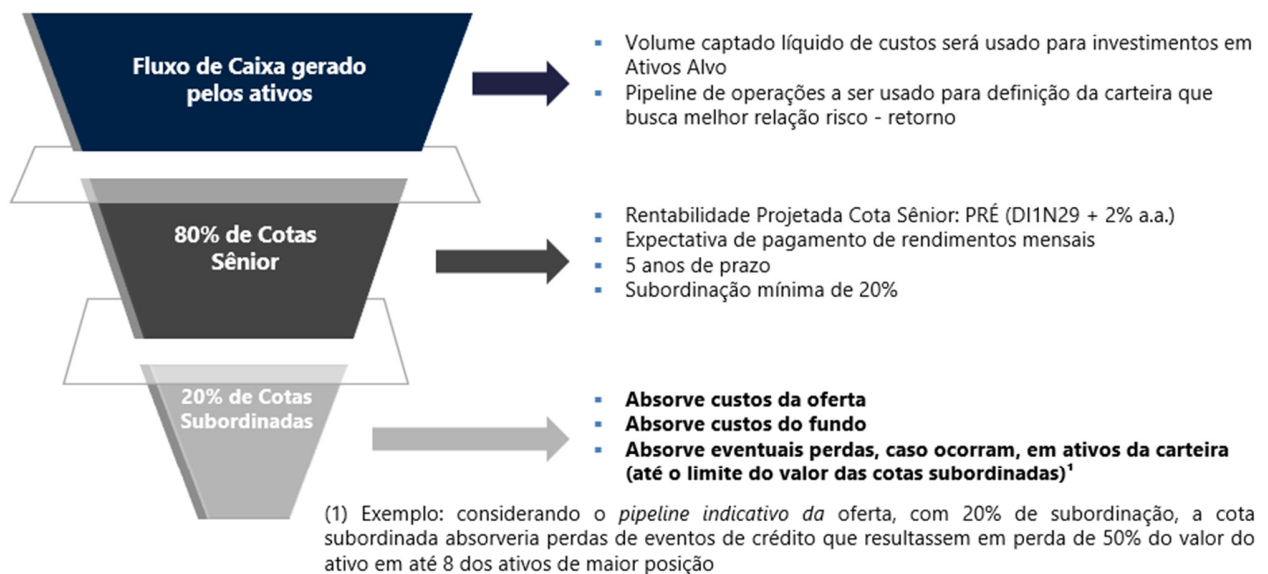 Fluxo de Caixa gerado
pelos ativos
▪ Volume captado líquido de custos será usado para investimentos em
Ativos Alvo
▪ Pipeline de operações a ser usado para definição da carteira que
busca melhor relação risco - retorno
80% de Cotas
Sênior
▪ Rentabilidade Projetada Cota Sênior: PRÉ (DI1N29 + 2% a.a.)
▪ Expectativa de pagamento de rendimentos mensais
▪ 5 anos de prazo
▪ Subordinação mínima de 20%
20% de Cotas
Subordinadas
▪ Absorve custos da oferta
▪ Absorve custos do fundo
▪ Absorve eventuais perdas, caso ocorram, em ativos da carteira
(até o limite do valor das cotas subordinadas)¹
(1) Exemplo: considerando o pipeline indicativo da oferta, com 20% de subordinação, a cota
subordinada absorveria perdas de eventos de crédito que resultassem em perda de 50% do valor do
ativo em até 8 dos ativos de maior posição